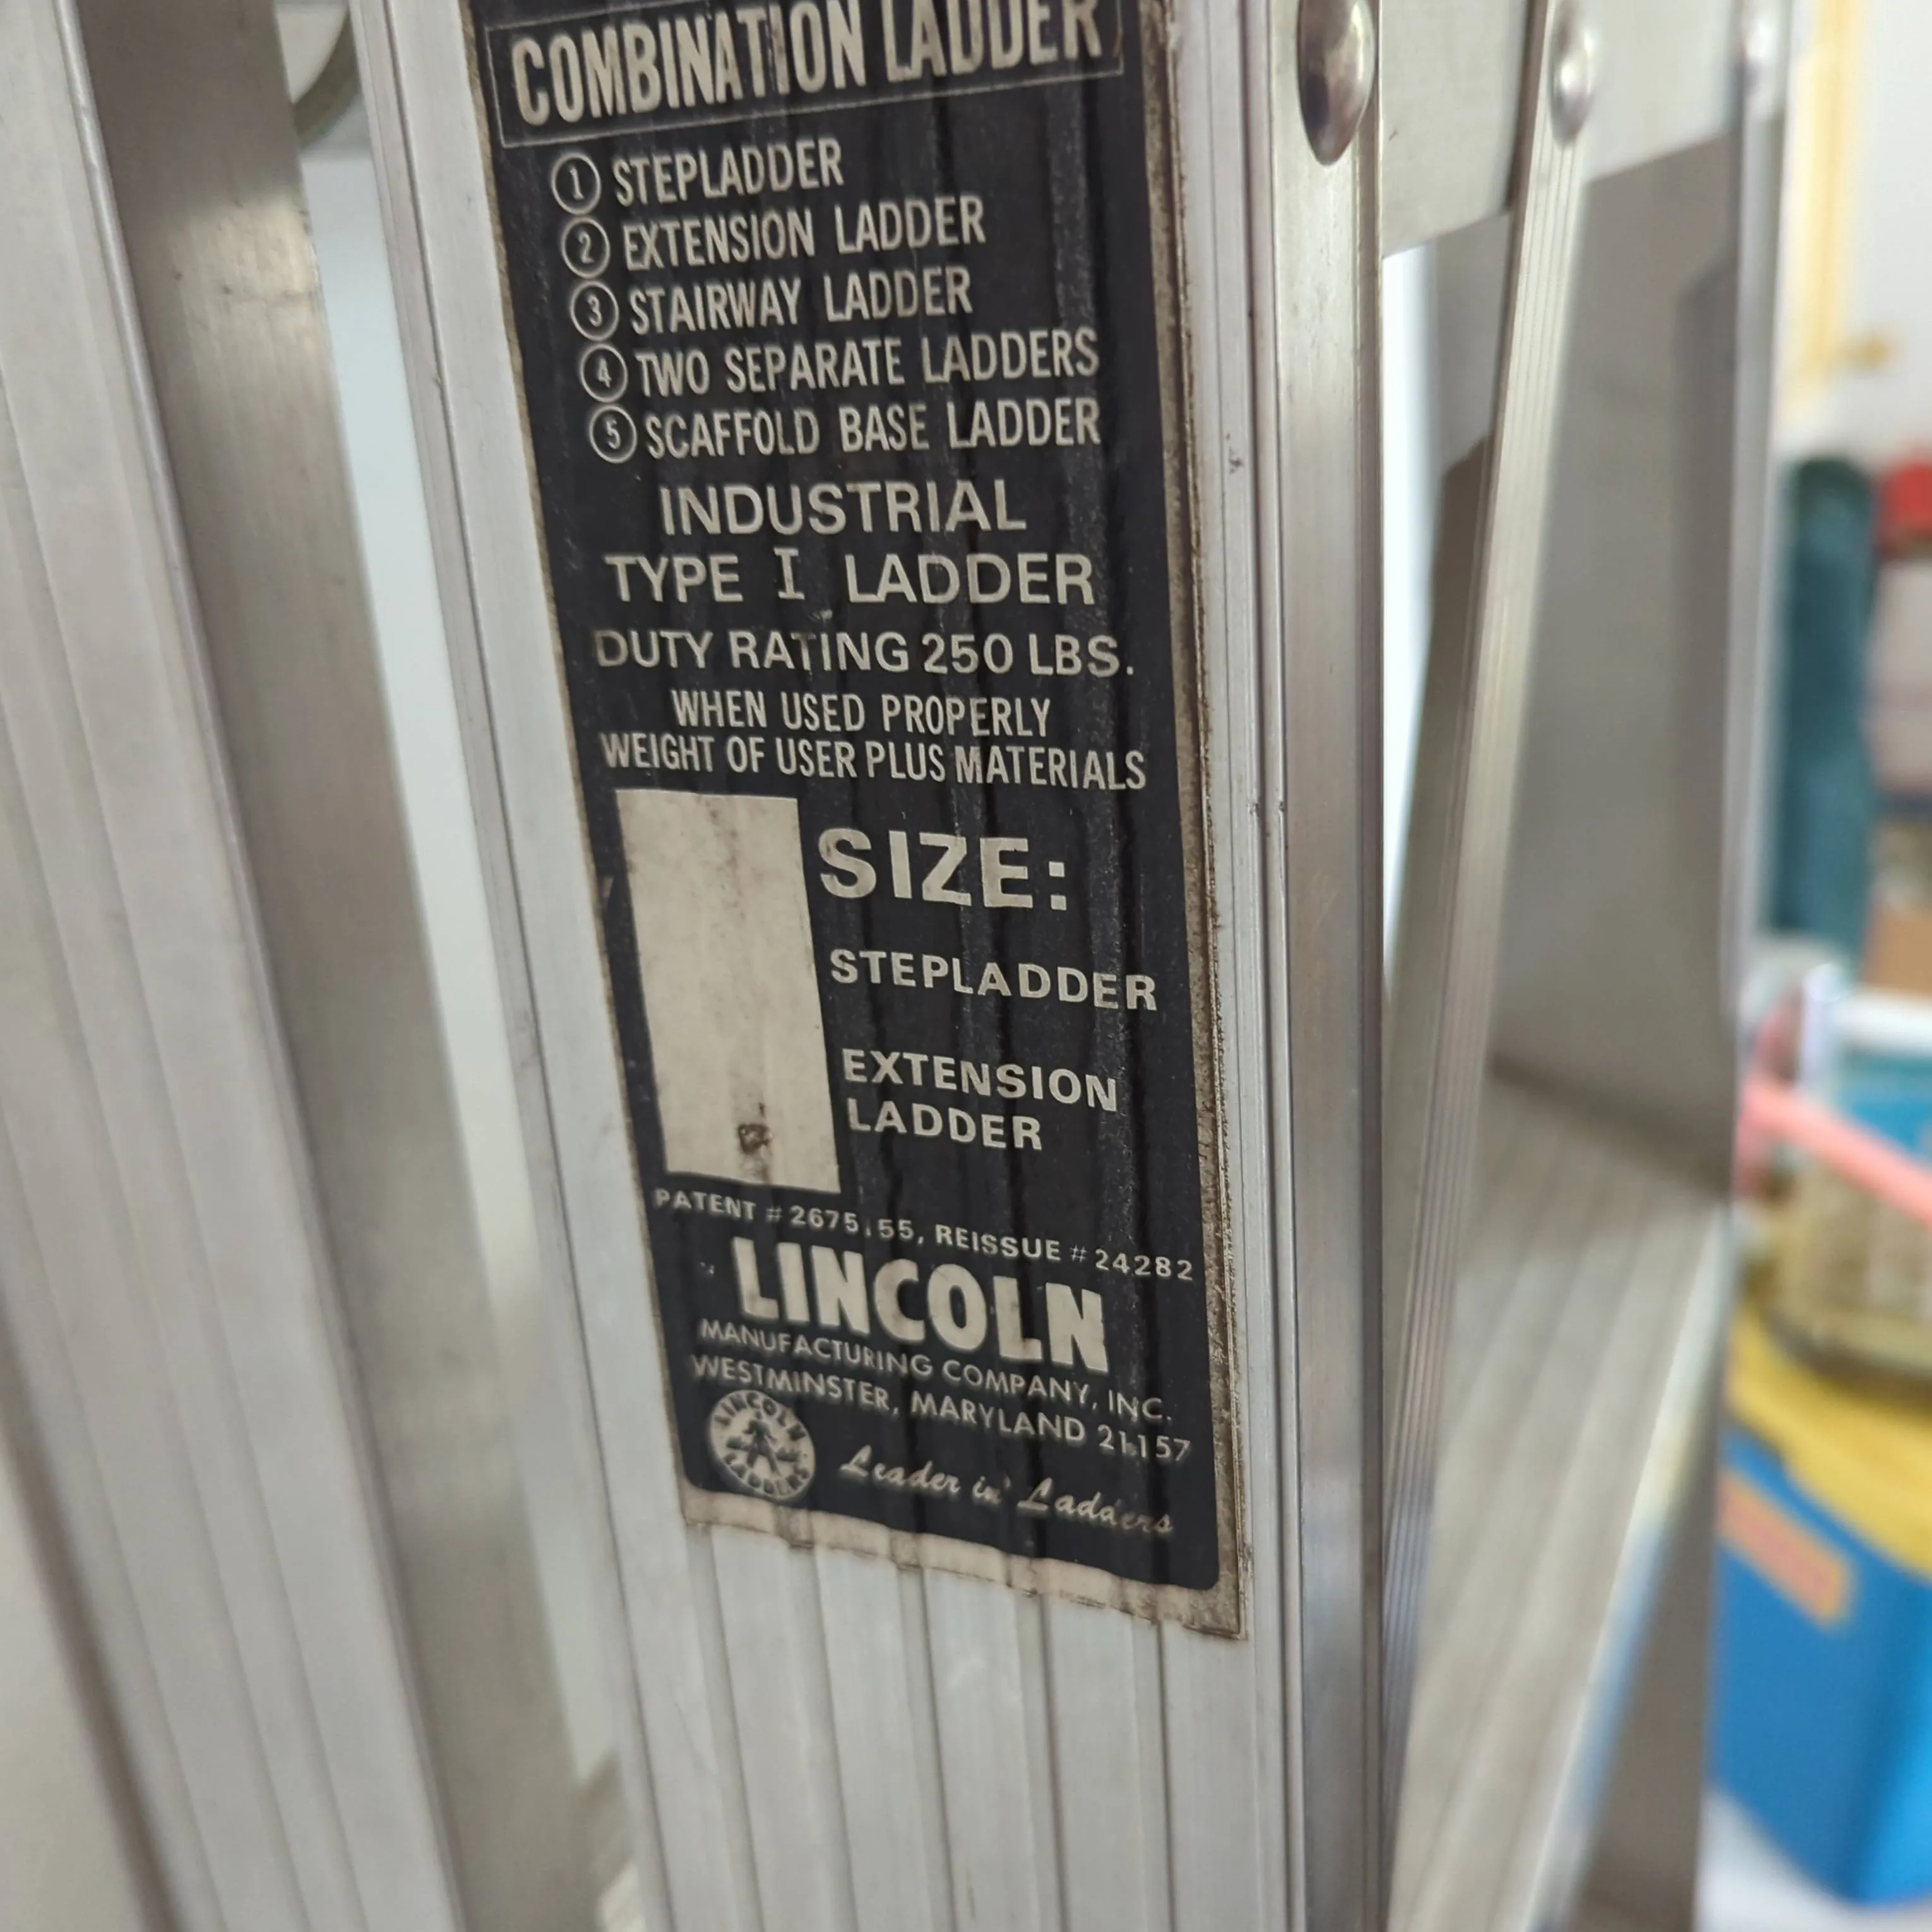 COMBINATION LADDER
1 STEPLADDER
2 EXTENSION LADDER
3 STAIRWAY LADDER
4 TWO SEPARATE LADDERS
5 SCAFFOLD BASE LADDER
INDUSTRIAL
TYPE I LADDER
DUTY RATING 250 LBS.
WHEN USED PROPERLY
WEIGHT OF USER PLUS MATERIALS
SIZE:
STEPLADDER
EXTENSION
LADDER
PATENT # REISSUE # 24282
LINCOLN
MANUFACTURING COMPANY, INC.
WESTMINSTER, MARYLAND 21157
LINCOLN
LADDERS
Leader in' Ladders